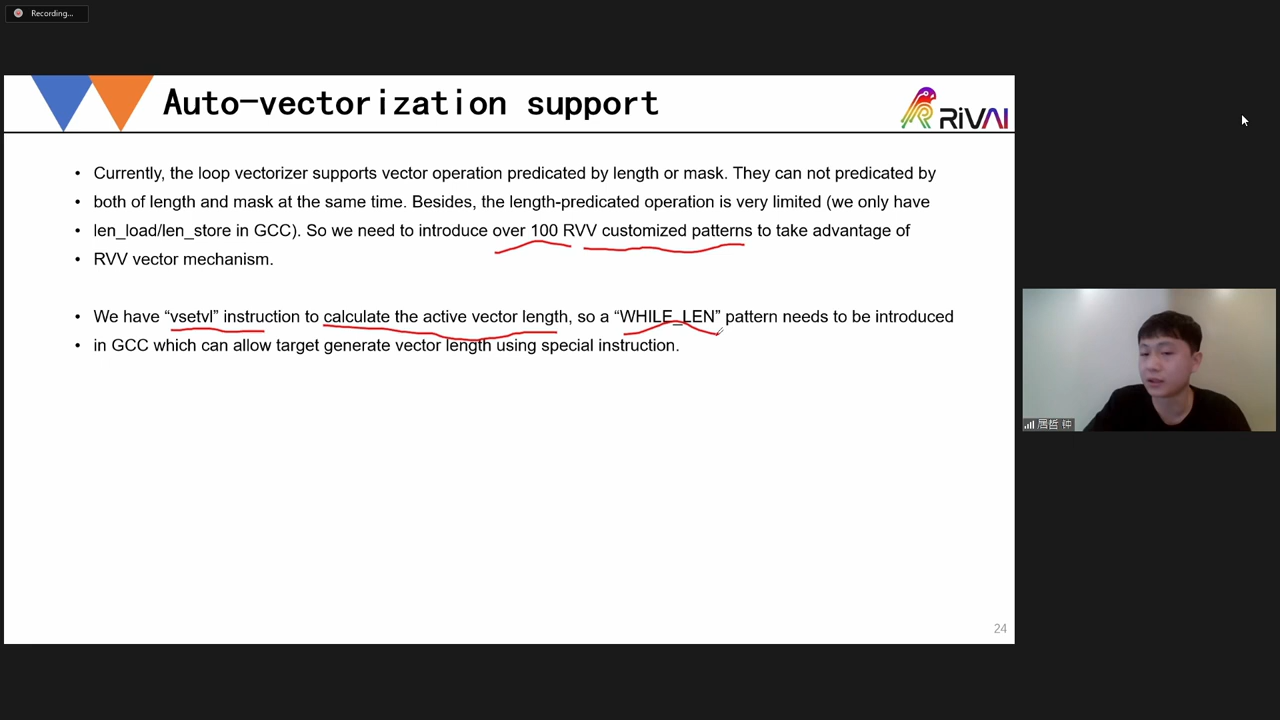 Recording...
Auto-vectorization support
RiVAI
• Currently, the loop vectorizer supports vector operation predicated by length or mask. They can not predicated by
• both of length and mask at the same time. Besides, the length-predicated operation is very limited (we only have
• len_load/len_store in GCC). So we need to introduce over 100 RVV customized patterns to take advantage of
• RVV vector mechanism.
• We have “vsetvl” instruction to calculate the active vector length, so a “WHILE_LEN” pattern needs to be introduced
• in GCC which can allow target generate vector length using special instruction.
24
居哲 钟